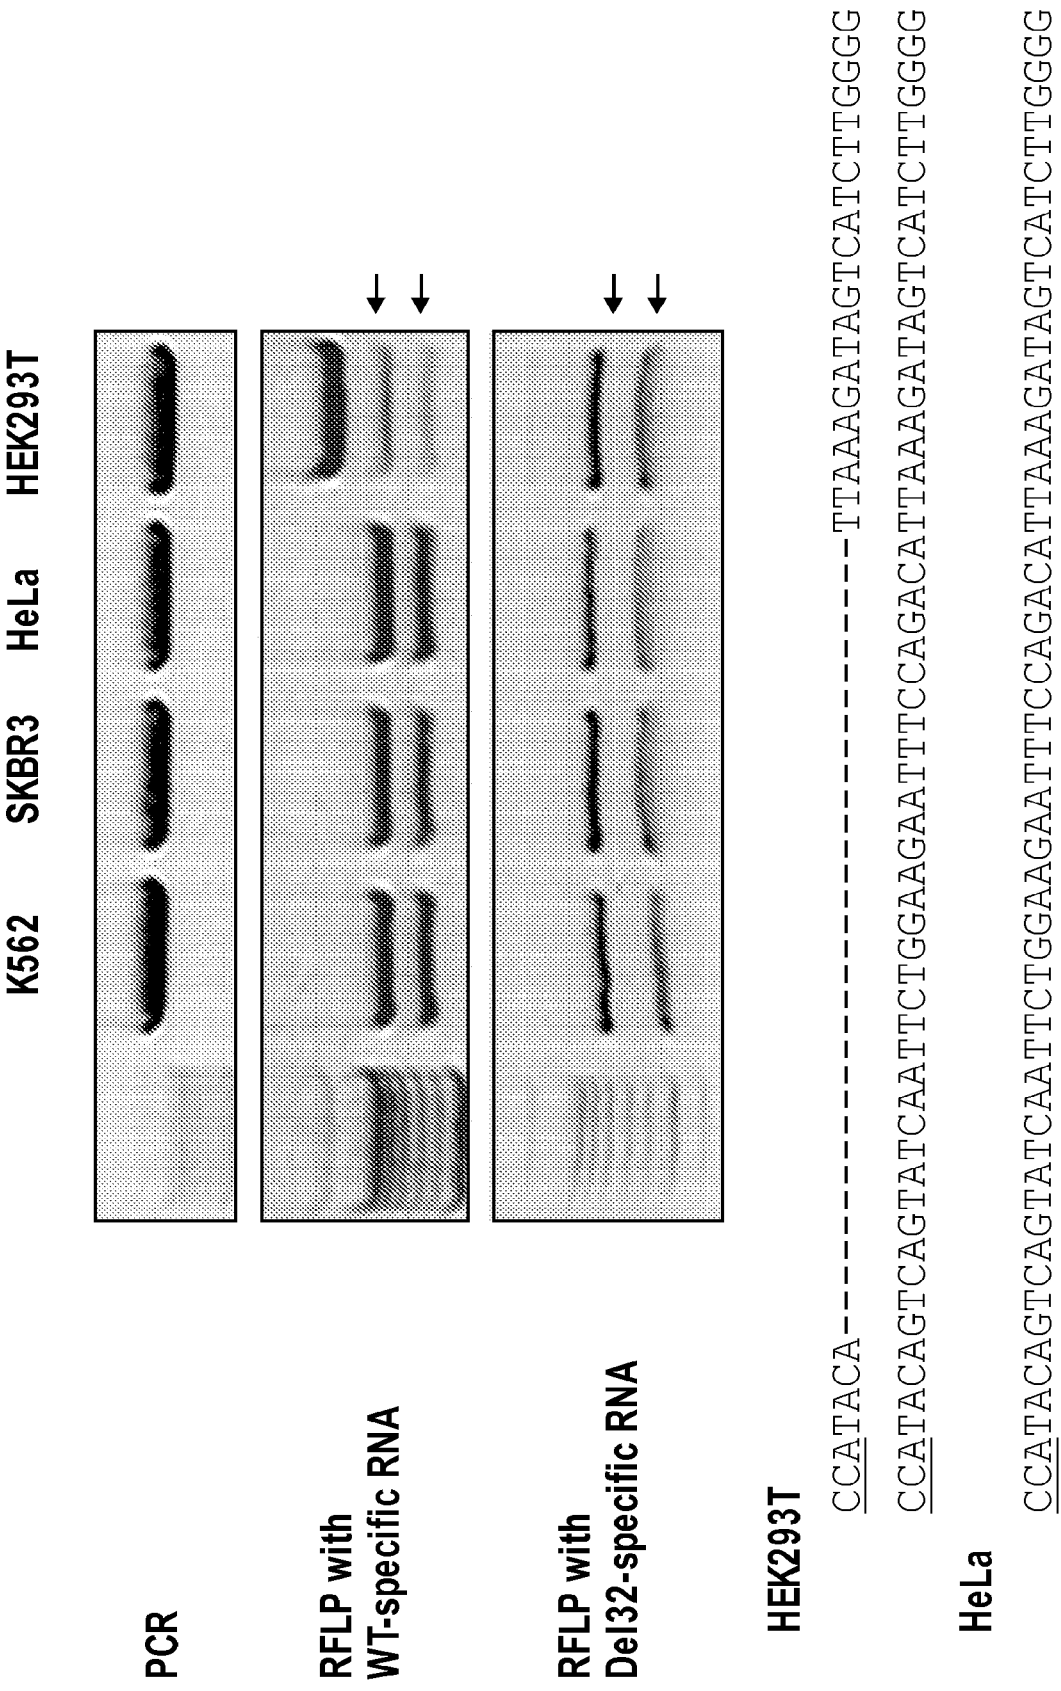 K562 SKBR3 HeLa HEK293T
PCR
RFLP with
WT-specific RNA
RFLP with
Del32-specific RNA
HEK293T
CCATACA--------------------------------TTAAAGATAGTCATCTTGGGG
CCATACAGTCAGTATCAATTCTGGAAGAATTTCCAGACATTAAAGATAGTCATCTTGGGG
HeLa
CCATACAGTCAGTATCAATTCTGGAAGAATTTCCAGACATTAAAGATAGTCATCTTGGGG